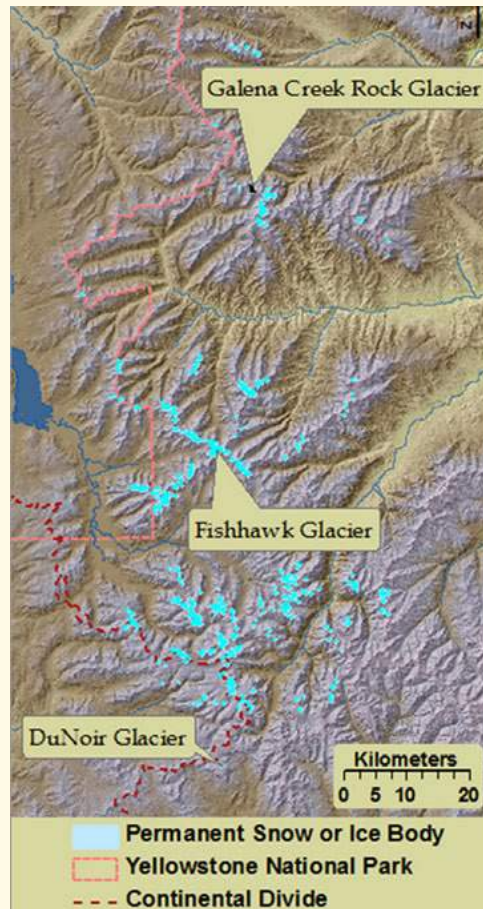 N
Galena Creek Rock Glacier
Fishhawk Glacier
DuNoir Glacier
Kilometers
0 5 10 20
Permanent Snow or Ice Body
Yellowstone National Park
Continental Divide